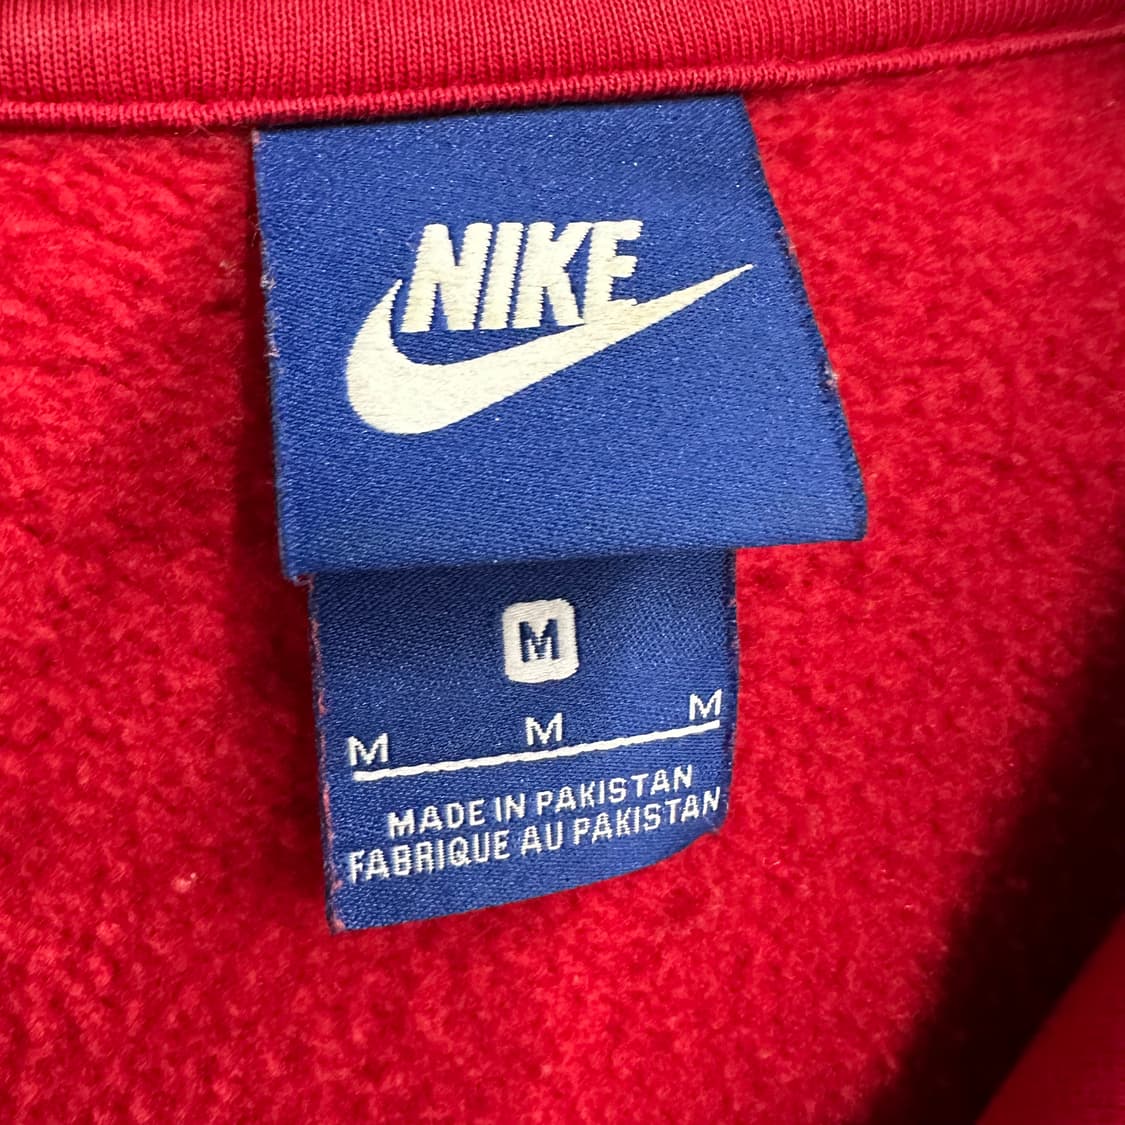 NIKE
M
M M M
MADE IN PAKISTAN
FABRIQUE AU PAKISTAN